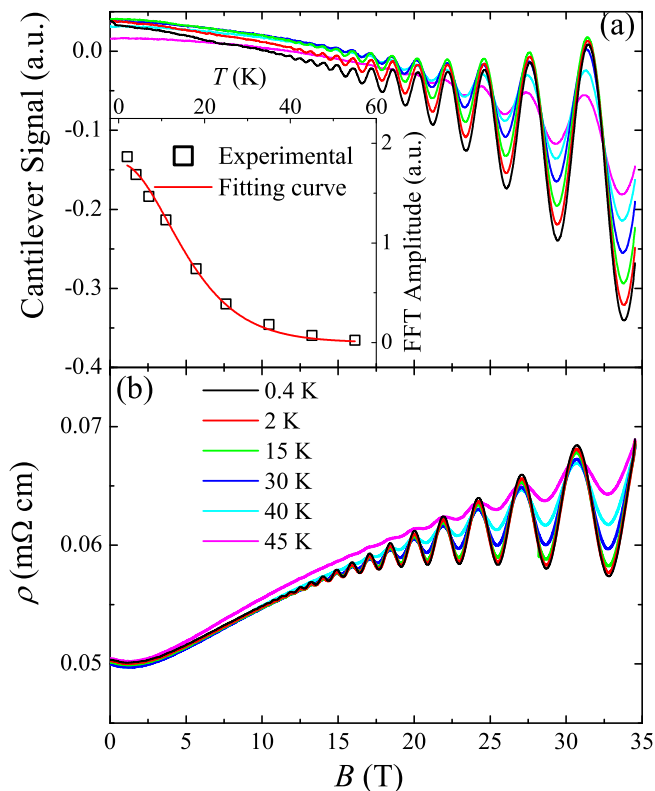 (a)
Cantilever Signal (a.u.)
0.0
-0.1
-0.2
-0.3
-0.4
T (K)
0 20 40 60
Experimental
Fitting curve
2
1
0
FFT Amplitude (a.u.)
(b)
ρ (mΩ cm)
0.07
0.06
0.05
0.4 K
2 K
15 K
30 K
40 K
45 K
0 5 10 15 20 25 30 35
B (T)